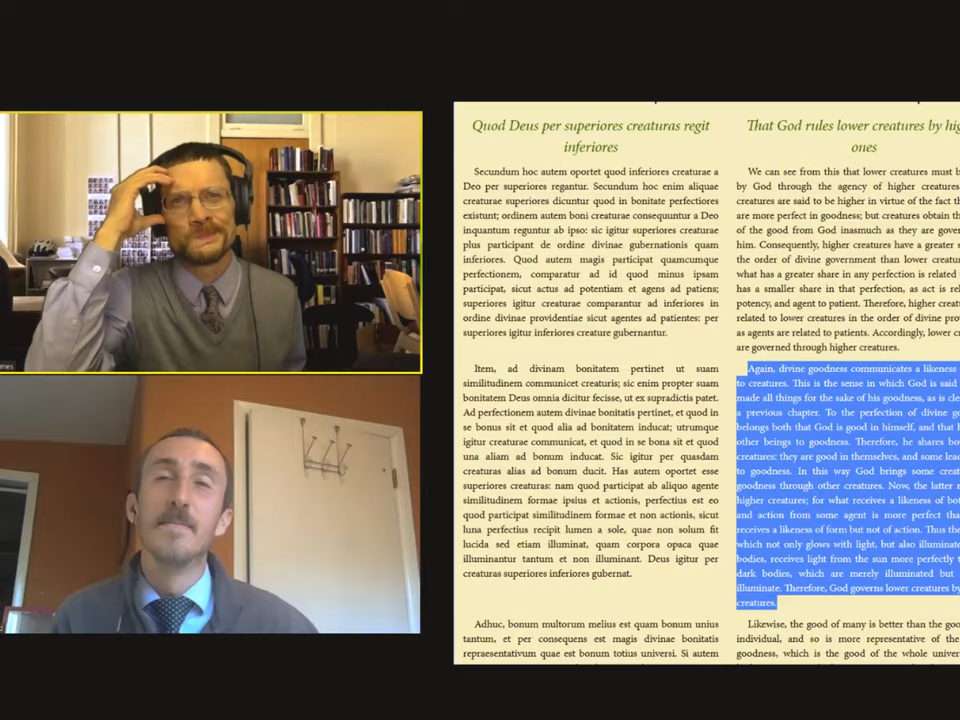 mes
Quod Deus per superiores creaturas regit
inferiores
Secundum hoc autem oportet quod inferiores creaturae a
Deo per superiores regantur. Secundum hoc enim aliquae
creaturae superiores dicuntur quod in bonitate perfectiores
existunt; ordinem autem boni creaturae consequuntur a Deo
inquantum reguntur ab ipso: sic igitur superiores creaturae
plus participant de ordine divinae gubernationis quam
inferiores. Quod autem magis participat quamcumque
perfectionem, comparatur ad id quod minus ipsam
participat, sicut actus ad potentiam et agens ad patiens;
superiores igitur creaturae comparantur ad inferiores in
ordine divinae providentiae sicut agentes ad patientes: per
superiores igitur inferiores creature gubernantur.
Item, ad divinam bonitatem pertinet ut suam
similitudinem communicet creaturis; sic enim propter suam
bonitatem Deus omnia dicitur fecisse, ut ex supradictis patet.
Ad perfectionem autem divinae bonitatis pertinet, et quod in
se bonus sit et quod alia ad bonitatem inducat; utrumque
igitur creaturae communicat, et quod in se bona sit et quod
una aliam ad bonum inducat. Sic igitur per quasdam
creaturas alias ad bonum ducit. Has autem oportet esse
superiores creaturas: nam quod participat ab aliquo agente
similitudinem formae ipsius et actionis, perfectius est eo
quod participat similitudinem formae et non actionis, sicut
luna perfectius recipit lumen a sole, quae non solum fit
lucida sed etiam illuminat, quam corpora opaca quae
illuminantur tantum et non illuminant. Deus igitur per
creaturas superiores inferiores gubernat.
Adhuc, bonum multorum melius est quam bonum unius
tantum, et per consequens est magis divinae bonitatis
repraesentativum quae est bonum totius universi. Si autem
That God rules lower creatures by hig
ones
We can see from this that lower creatures must b
by God through the agency of higher creatures
creatures are said to be higher in virtue of the fact th
are more perfect in goodness; but creatures obtain th
of the good from God inasmuch as they are gover
him. Consequently, higher creatures have a greater s
the order of divine government than lower creatur
what has a greater share in any perfection is related
has a smaller share in that perfection, as act is rel
potency, and agent to patient. Therefore, higher creatu
related to lower creatures in the order of divine prov
as agents are related to patients. Accordingly, lower cr
are governed through higher creatures.
Again, divine goodness communicates a likeness
to creatures. This is the sense in which God is said
made all things for the sake of his goodness, as is cle
a previous chapter. To the perfection of divine go
belongs both that God is good in himself, and that h
other beings to goodness. Therefore, he shares bo
creatures: they are good in themselves, and some lea
to goodness. In this way God brings some creat
goodness through other creatures. Now, the latter m
higher creatures; for what receives a likeness of bot
and action from some agent is more perfect tha
receives a likeness of form but not of action. Thus the
which not only glows with light, but also illuminate
bodies, receives light from the sun more perfectly t
dark bodies, which are merely illuminated but
illuminate. Therefore, God governs lower creatures by
creatures.
Likewise, the good of many is better than the goo
individual, and so is more representative of the
goodness, which is the good of the whole univer